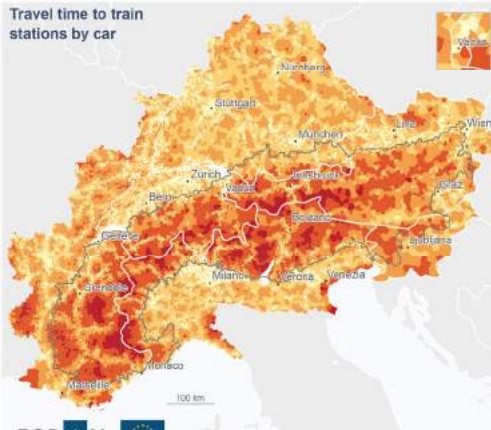 Travel time to train
stations by car
Vaduz
Nürnberg
Stuttgart
Linz
Wien
München
Zürich
Innsbruck
Bern
Vaduz
Graz
Bolzano
Genève
Ljubljana
Milano
Verona
Venezia
Grenoble
Monaco
Marseille
100 km